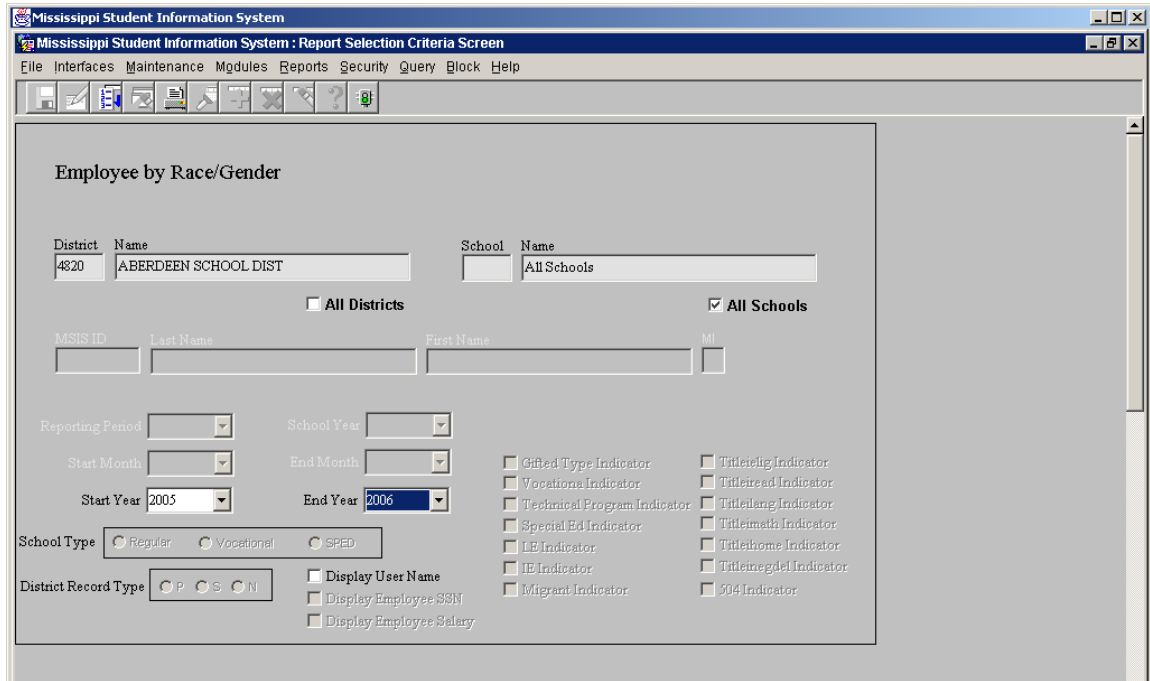 Mississippi Student Information System
Mississippi Student Information System : Report Selection Criteria Screen
File Interfaces Maintenance Modules Reports Security Query Block Help
Employee by Race/Gender
District Name School Name
4820 ABERDEEN SCHOOL DIST All Schools
All Districts All Schools
MSIS ID Last Name First Name MI
Reporting Period School Year
Start Month End Month Gifted Type Indicator Titleielig Indicator
Vocationa Indicator Titleiread Indicator
Start Year 2005 End Year 2006 Technical Program Indicator Titleilang Indicator
Special Ed Indicator Titleimath Indicator
School Type Regular Vocational SPED LE Indicator Titleihome Indicator
IE Indicator Titleinegdel Indicator
District Record Type P S N Display User Name Migrant Indicator 504 Indicator
Display Employee SSN
Display Employee Salary